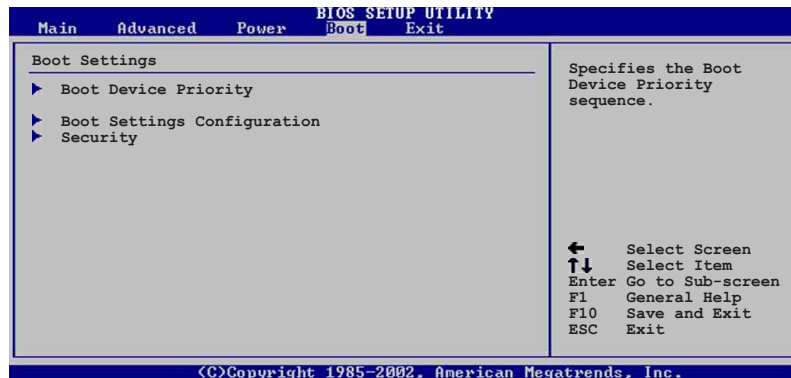 BIOS SETUP UTILITY
Main Advanced Power Boot Exit
Boot Settings
Boot Device Priority
Boot Settings Configuration
Security
Specifies the Boot
Device Priority
sequence.
← Select Screen
↑↓ Select Item
Enter Go to Sub-screen
F1 General Help
F10 Save and Exit
ESC Exit
(C)Copyright 1985-2002, American Megatrends, Inc.